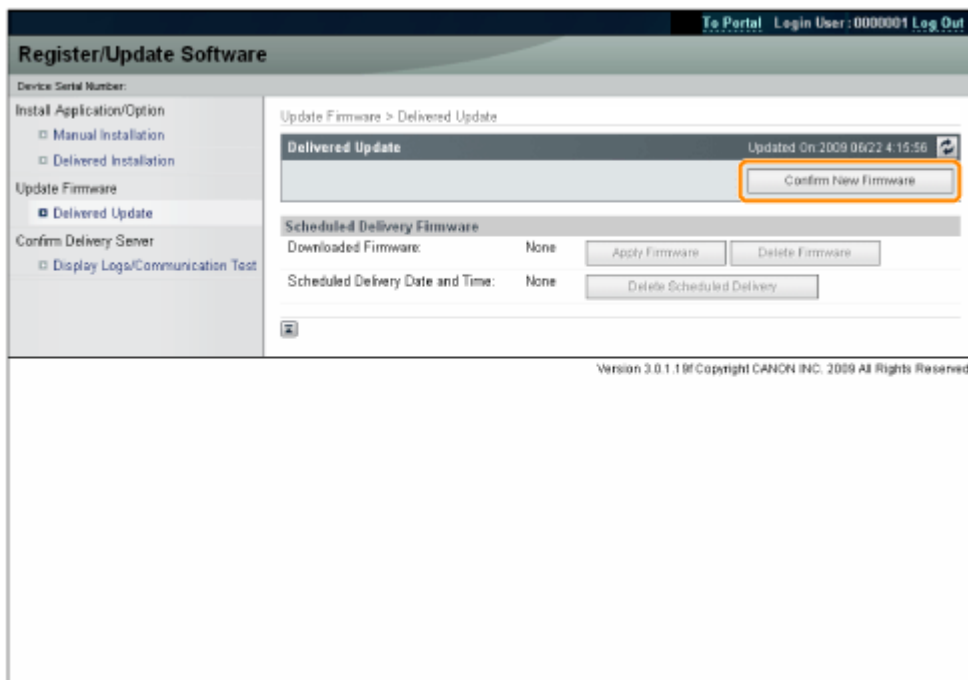 To Portal Login User : 0000001 Log Out
Register/Update Software
Device Serial Number:
Install Application/Option
Manual Installation
Delivered Installation
Update Firmware
Delivered Update
Confirm Delivery Server
Display Logs/Communication Test
Update Firmware > Delivered Update
Delivered Update Updated On:2009 06/22 4:15:56
Confirm New Firmware
Scheduled Delivery Firmware
Downloaded Firmware: None Apply Firmware Delete Firmware
Scheduled Delivery Date and Time: None Delete Scheduled Delivery
Version 3.0.1.19f Copyright CANON INC. 2009 All Rights Reserved